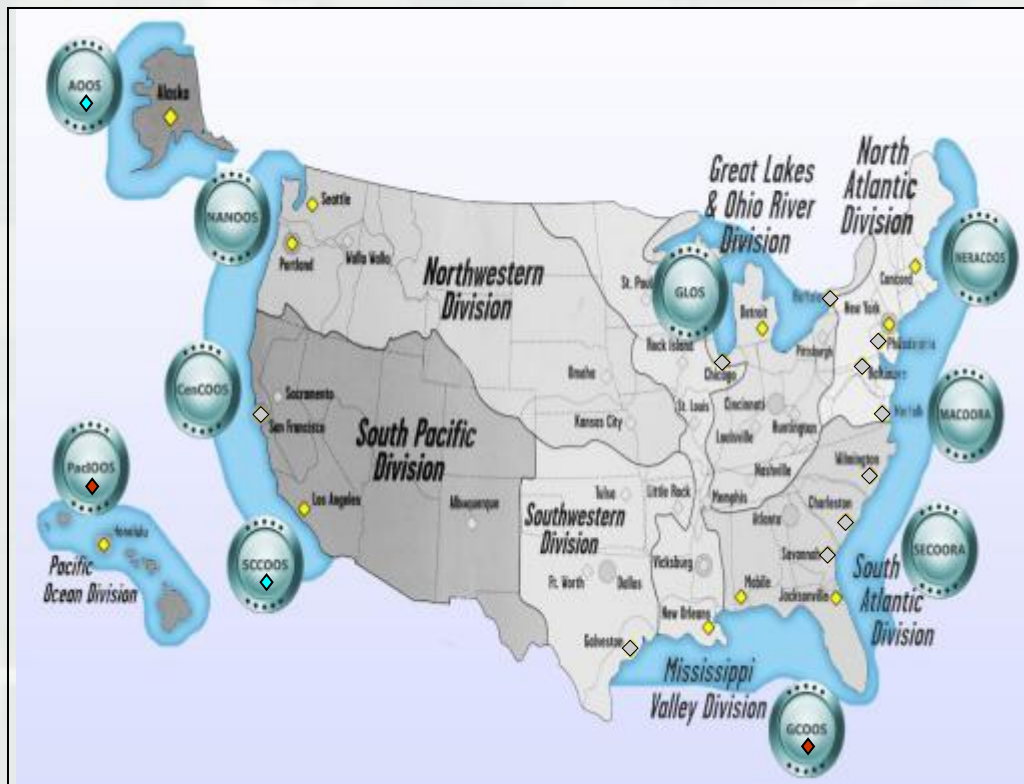 AOOS
Alaska
NANOOS
Seattle
Portland
Walla Walla
Northwestern
Division
St. Paul
Great Lakes
& Ohio River
Division
North
Atlantic
Division
NERACOOS
Concord
GLOS
Buffalo
New York
Detroit
Rock Island
Chicago
Pittsburgh
Philadelphia
Baltimore
CenCOOS
Sacramento
San Francisco
Omaha
Kansas City
St. Louis
Cincinnati
Louisville
Huntington
Norfolk
MACOORA
South Pacific
Division
PacIOOS
Los Angeles
Albuquerque
Tulsa
Little Rock
Memphis
Nashville
Wilmington
Charleston
Atlanta
Honolulu
Pacific
Ocean Division
SCCOOS
Southwestern
Division
Ft. Worth
Dallas
Vicksburg
Savannah
SECOORA
Mobile
Jacksonville
South
Atlantic
Division
New Orleans
Galveston
Mississippi
Valley Division
GCOOS